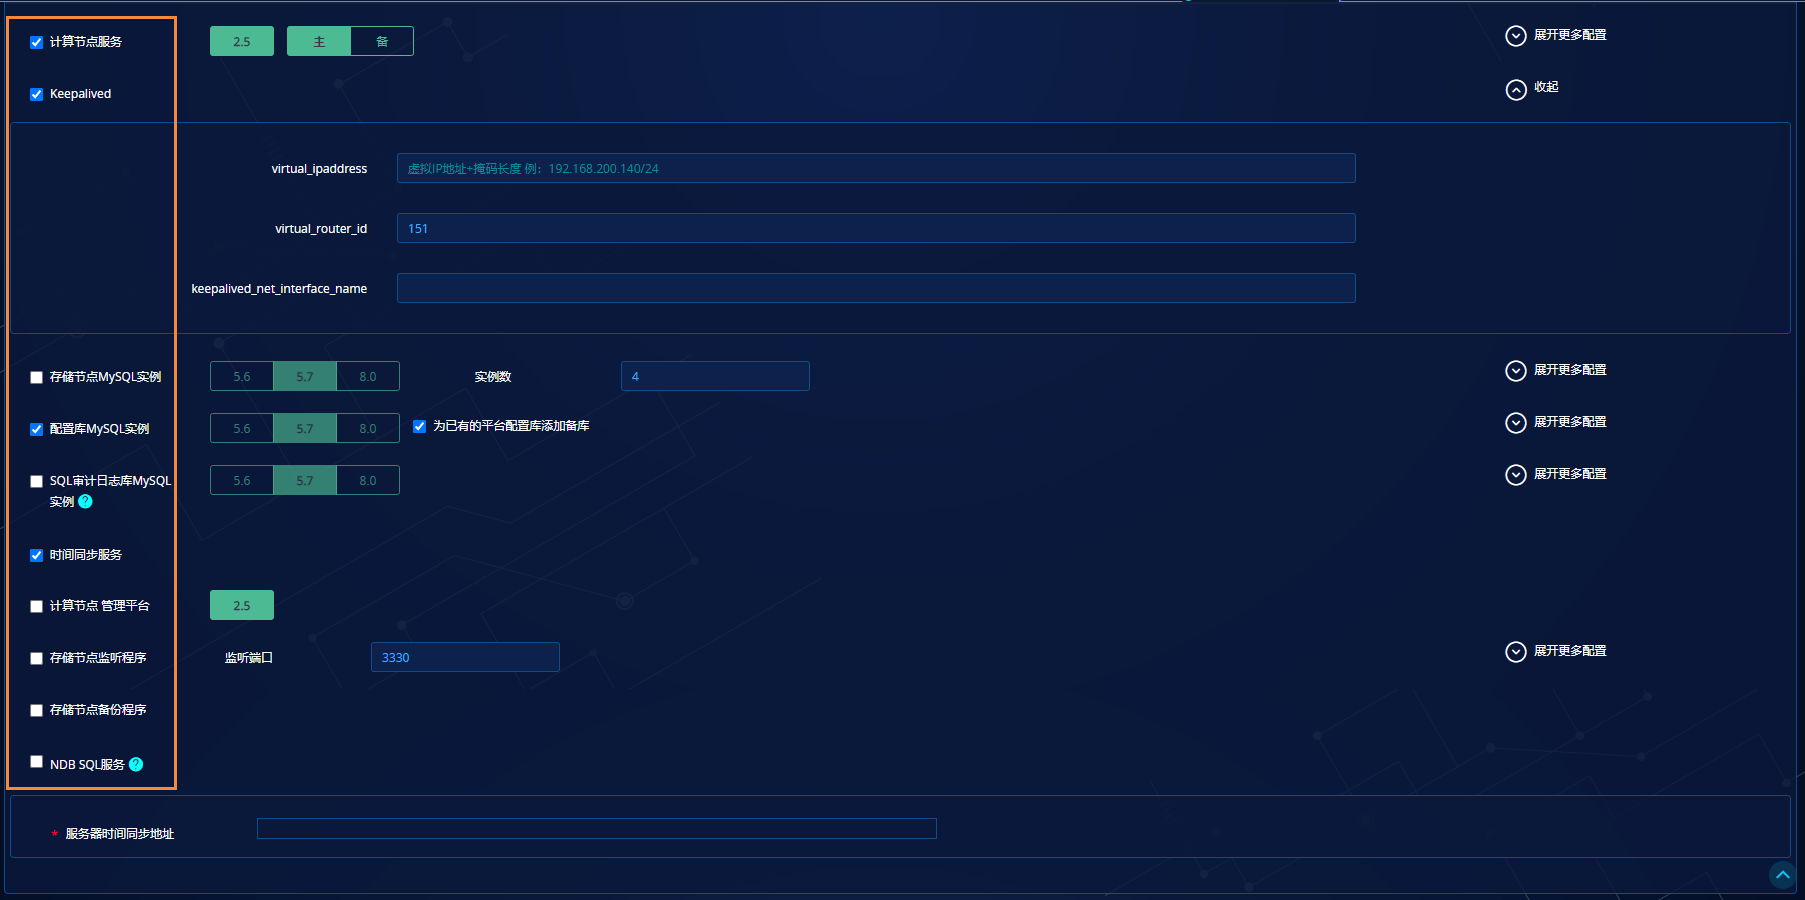 计算节点服务 2.5 主 备 展开更多配置
Keepalived 收起
virtual_ipaddress 虚拟IP地址+掩码长度 例：192.168.200.140/24
virtual_router_id 151
keepalived_net_interface_name
存储节点MySQL实例 5.6 5.7 8.0 实例数 4 展开更多配置
配置库MySQL实例 5.6 5.7 8.0 为已有的平台配置库添加备库 展开更多配置
SQL审计日志库MySQL 5.6 5.7 8.0 展开更多配置
实例 ?
时间同步服务
计算节点 管理平台 2.5
存储节点监听程序 监听端口 3330 展开更多配置
存储节点备份程序
NDB SQL服务 ?
* 服务器时间同步地址